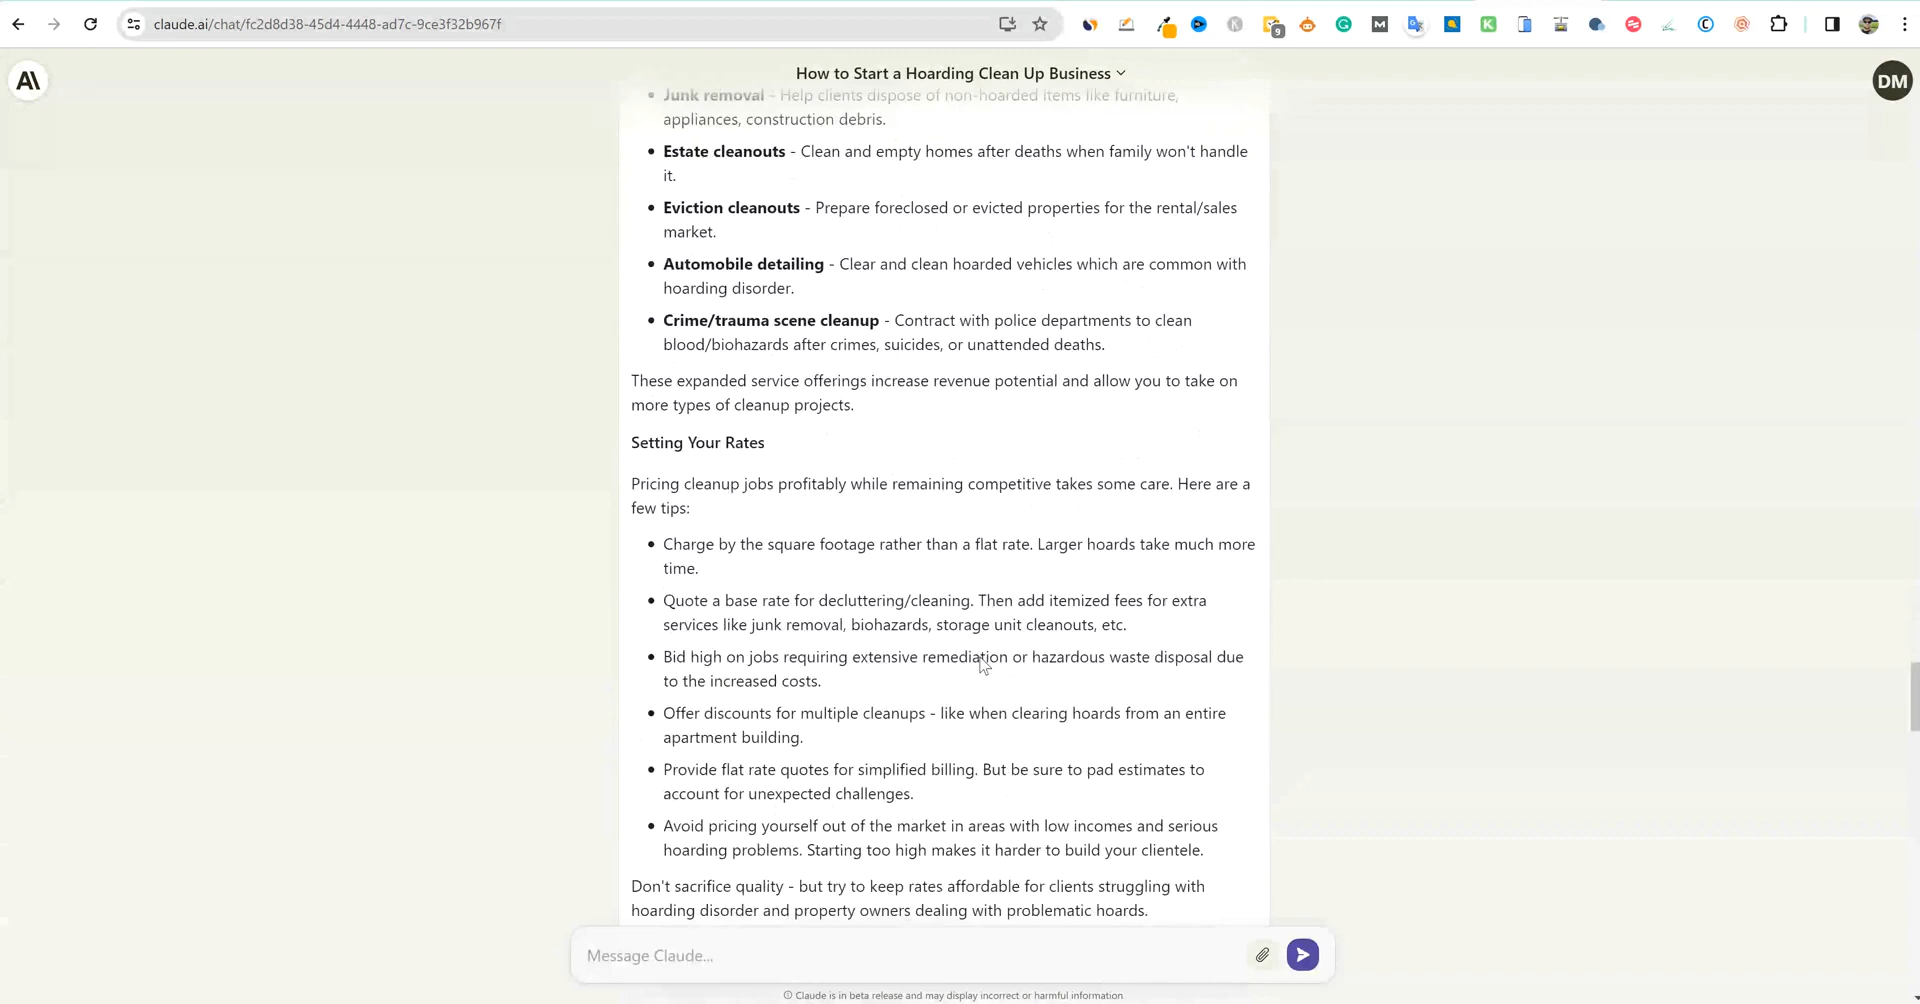 claude.ai/chat/fc2d8d38-45d4-4448-ad7c-9ce3f32b967f
9
How to Start a Hoarding Clean Up Business
DM
Junk removal - Help clients dispose of non-hoarded items like furniture,
appliances, construction debris.
Estate cleanouts - Clean and empty homes after deaths when family won't handle
it.
Eviction cleanouts - Prepare foreclosed or evicted properties for the rental/sales
market.
Automobile detailing - Clear and clean hoarded vehicles which are common with
hoarding disorder.
Crime/trauma scene cleanup - Contract with police departments to clean
blood/biohazards after crimes, suicides, or unattended deaths.
These expanded service offerings increase revenue potential and allow you to take on
more types of cleanup projects.
Setting Your Rates
Pricing cleanup jobs profitably while remaining competitive takes some care. Here are a
few tips:
Charge by the square footage rather than a flat rate. Larger hoards take much more
time.
Quote a base rate for decluttering/cleaning. Then add itemized fees for extra
services like junk removal, biohazards, storage unit cleanouts, etc.
Bid high on jobs requiring extensive remediation or hazardous waste disposal due
to the increased costs.
Offer discounts for multiple cleanups - like when clearing hoards from an entire
apartment building.
Provide flat rate quotes for simplified billing. But be sure to pad estimates to
account for unexpected challenges.
Avoid pricing yourself out of the market in areas with low incomes and serious
hoarding problems. Starting too high makes it harder to build your clientele.
Don't sacrifice quality - but try to keep rates affordable for clients struggling with
hoarding disorder and property owners dealing with problematic hoards.
Message Claude...
Claude is in beta release and may display incorrect or harmful information